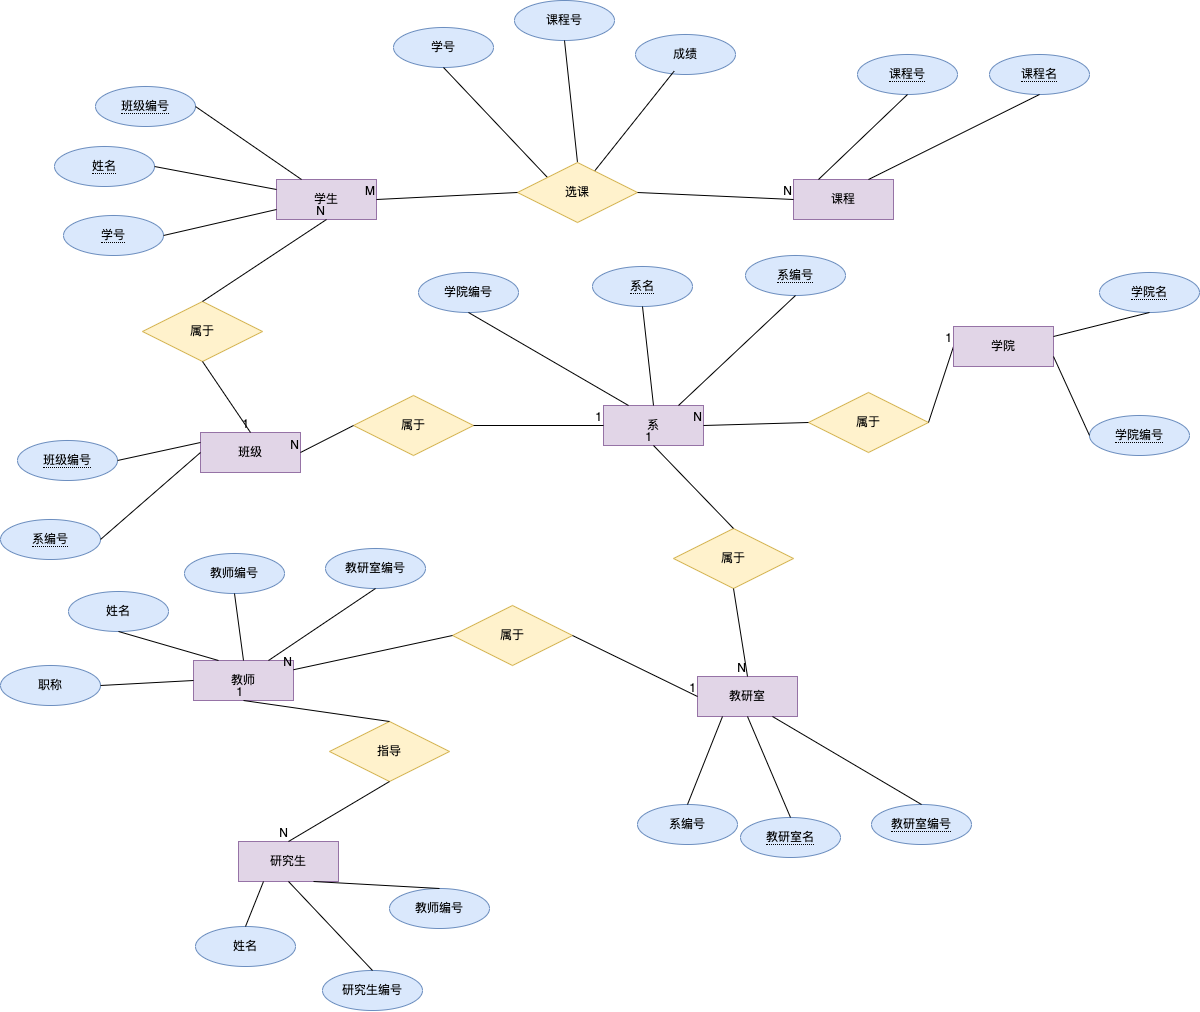 课程号
学号
成绩
课程号
课程名
班级编号
姓名
学生
M
N
选课
N
课程
学号
学院编号
系名
系编号
学院名
属于
1
学院
1
班级
N
属于
1
系
N
1
属于
学院编号
班级编号
系编号
教师编号
教研室编号
属于
姓名
属于
职称
教师
N
1
N
1
教研室
指导
系编号
教研室名
教研室编号
N
研究生
教师编号
姓名
研究生编号